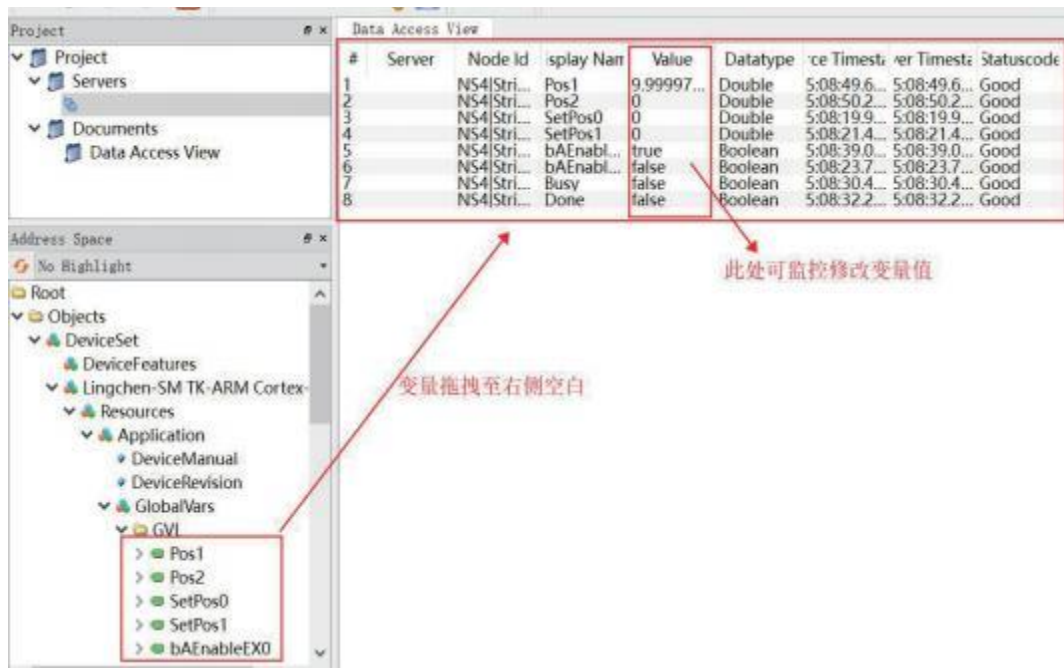 Project
Project
Servers
Documents
Data Access View
Data Access View
# Server Node Id isplay Nam Value Datatype 'ce Timesta ver Timesta Statuscode
1 NS4|Stri... Pos1 9.99997... Double 5:08:49.6... 5:08:49.6... Good
2 NS4|Stri... Pos2 0 Double 5:08:50.2... 5:08:50.2... Good
3 NS4|Stri... SetPos0 0 Double 5:08:19.9... 5:08:19.9... Good
4 NS4|Stri... SetPos1 0 Double 5:08:21.4... 5:08:21.4... Good
5 NS4|Stri... bAEnabl... true Boolean 5:08:39.0... 5:08:39.0... Good
6 NS4|Stri... bAEnabl... false Boolean 5:08:23.7... 5:08:23.7... Good
7 NS4|Stri... Busy false Boolean 5:08:30.4... 5:08:30.4... Good
8 NS4|Stri... Done false Boolean 5:08:32.2... 5:08:32.2... Good
此处可监控修改变量值
变量拖拽至右侧空白
Address Space
No Highlight
Root
Objects
DeviceSet
DeviceFeatures
Lingchen-SM TK-ARM Cortex-
Resources
Application
DeviceManual
DeviceRevision
GlobalVars
GVL
Pos1
Pos2
SetPos0
SetPos1
bAEnableEX0